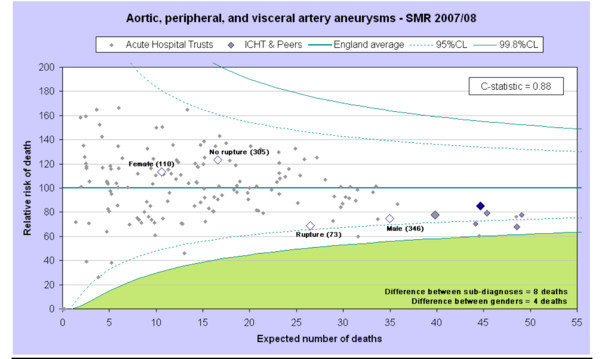 Aortic, peripheral, and visceral artery aneurysms - SMR 2007/08
Acute Hospital Trusts
ICHT & Peers
England average
95%CL
99.8%CL
200
180
160
140
120
100
80
60
40
20
0
Relative risk of death
C-statistic = 0.88
No rupture (305)
Female (110)
Male (346)
Rupture (73)
Difference between sub-diagnoses = 8 deaths
Difference between genders = 4 deaths
0 5 10 15 20 25 30 35 40 45 50 55
Expected number of deaths